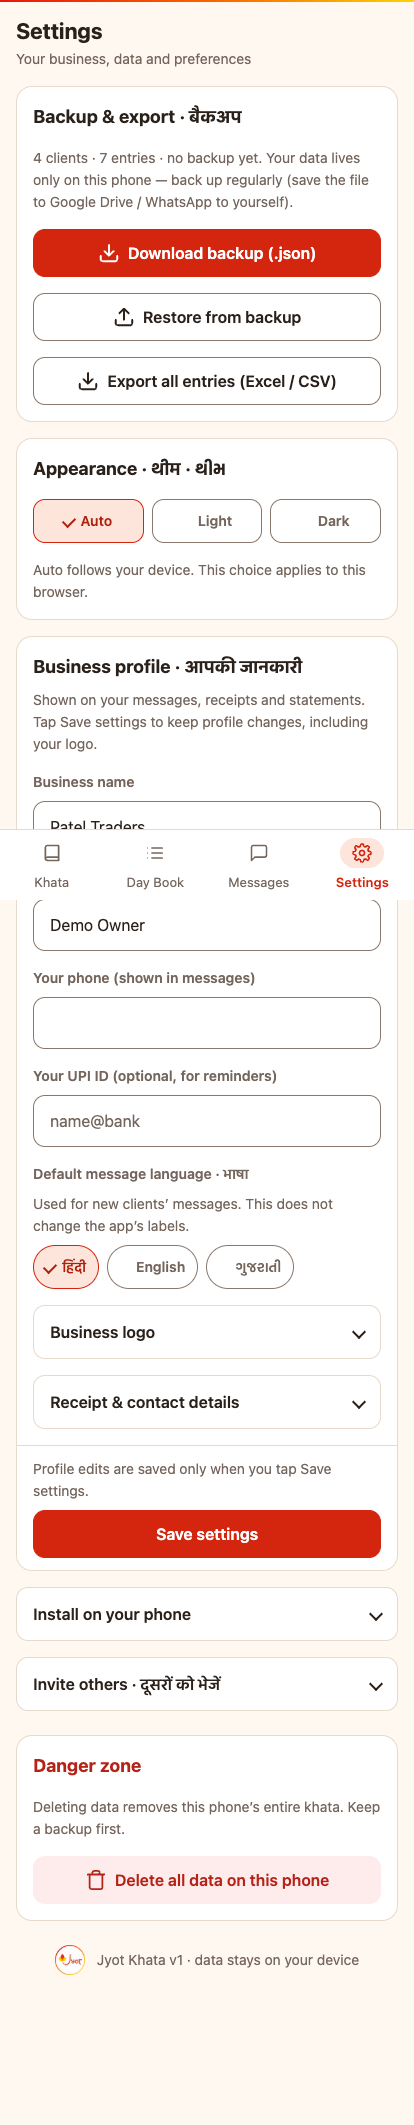 Settings
Your business, data and preferences
Backup & export · बैकअप
4 clients · 7 entries · no backup yet. Your data lives
only on this phone — back up regularly (save the file
to Google Drive / WhatsApp to yourself).
Download backup (.json)
Restore from backup
Export all entries (Excel / CSV)
Appearance · थीम · થીમ
Auto
Light
Dark
Auto follows your device. This choice applies to this
browser.
Business profile · आपकी जानकारी
Shown on your messages, receipts and statements.
Tap Save settings to keep profile changes, including
your logo.
Business name
Patel Traders
Khata
Day Book
Messages
Settings
Demo Owner
Your phone (shown in messages)
Your UPI ID (optional, for reminders)
name@bank
Default message language · भाषा
Used for new clients’ messages. This does not
change the app’s labels.
हिंदी
English
ગુજરાતી
Business logo
Receipt & contact details
Profile edits are saved only when you tap Save
settings.
Save settings
Install on your phone
Invite others · दूसरों को भेजें
Danger zone
Deleting data removes this phone’s entire khata. Keep
a backup first.
Delete all data on this phone
Jyot
Jyot Khata v1 · data stays on your device